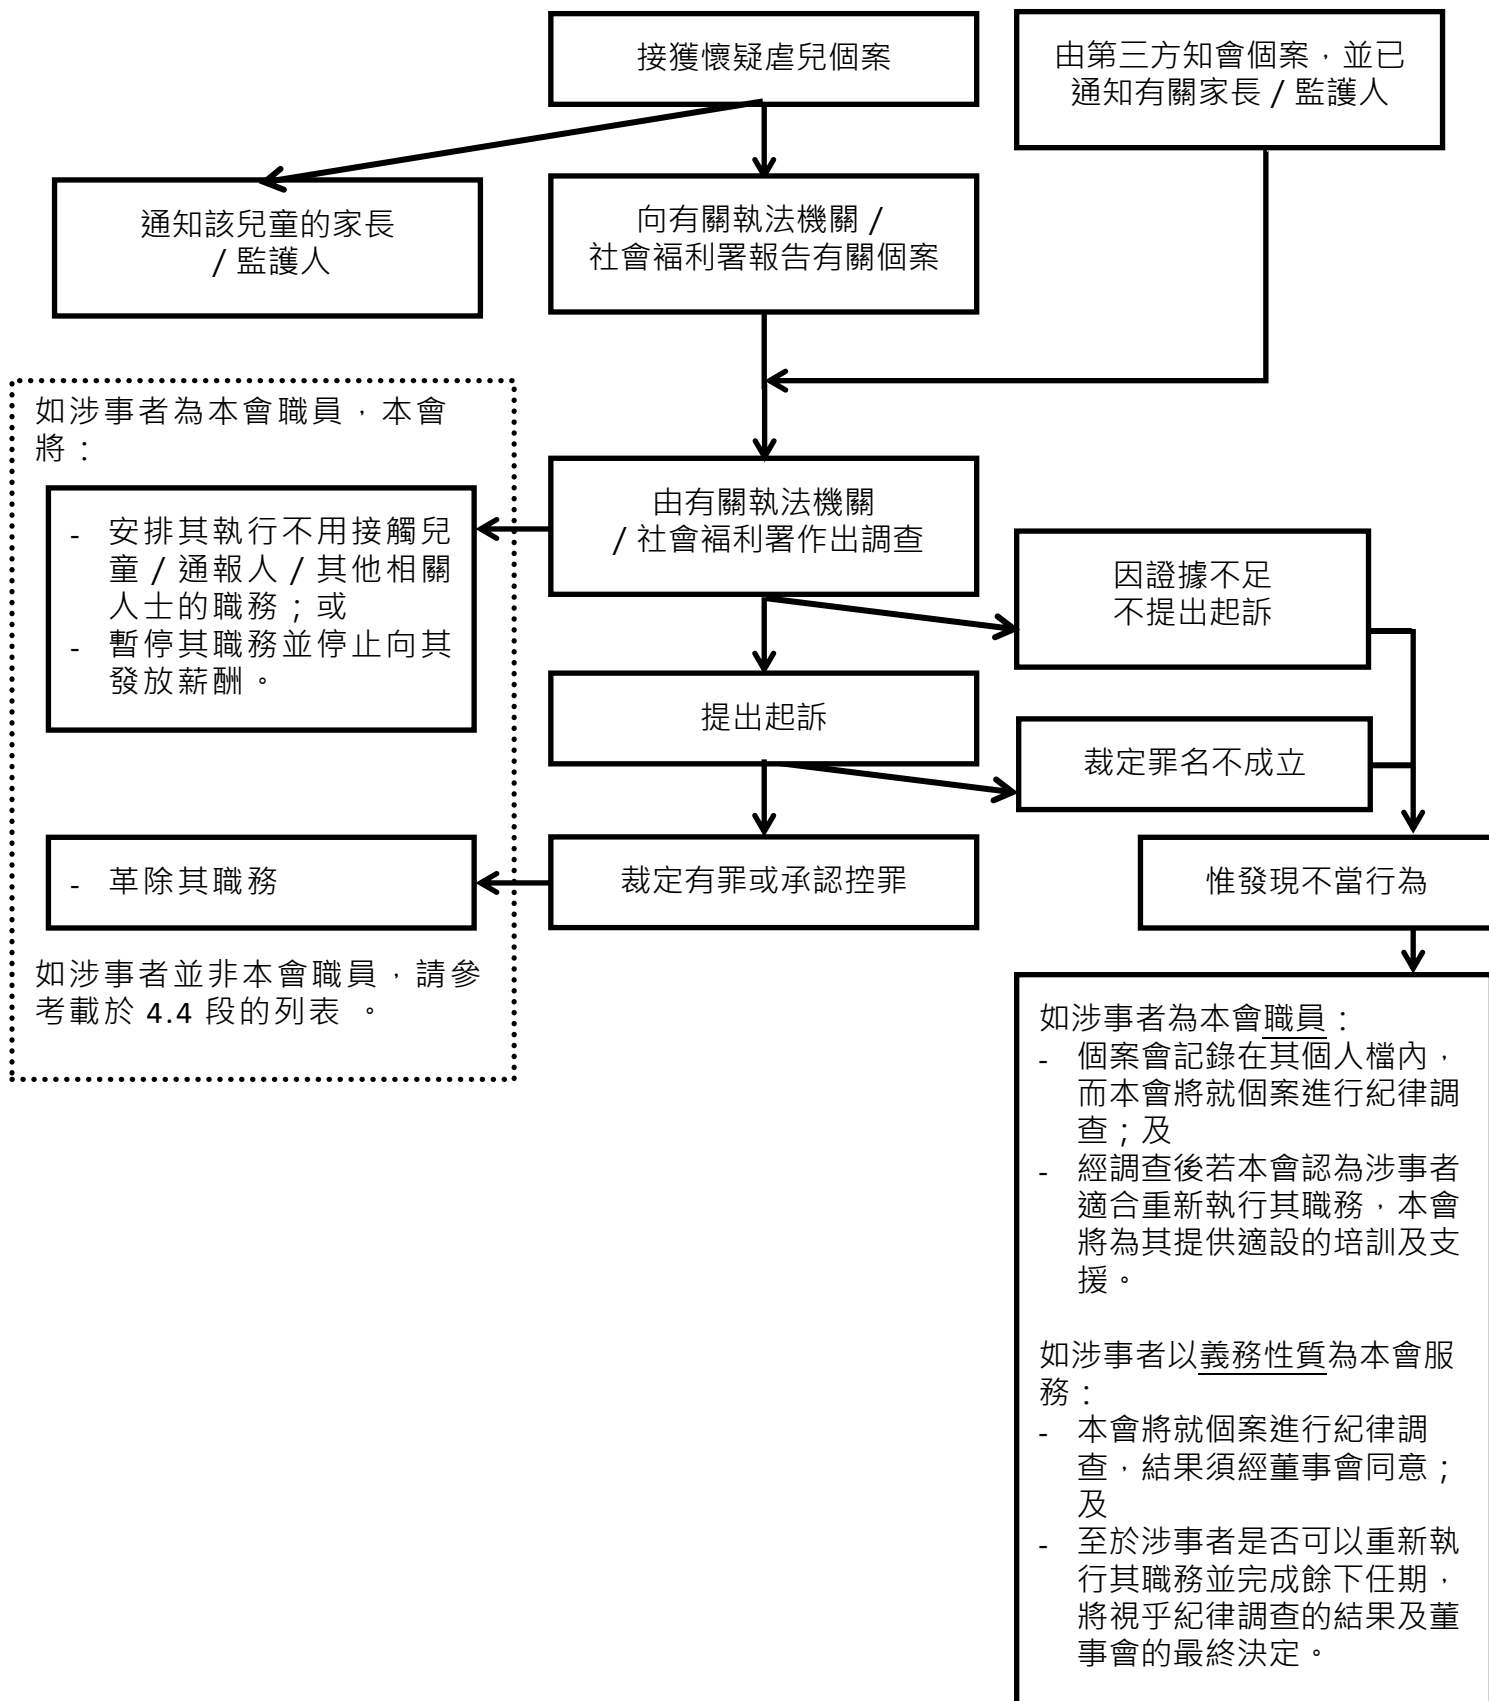 接獲懷疑虐兒個案
由第三方知會個案，並已
通知有關家長 / 監護人
通知該兒童的家長
/ 監護人
向有關執法機關 /
社會福利署報告有關個案
如涉事者為本會職員，本會
將：
- 安排其執行不用接觸兒
童 / 通報人 / 其他相關
人士的職務；或
- 暫停其職務並停止向其
發放薪酬。
由有關執法機關
/ 社會福利署作出調查
因證據不足
不提出起訴
提出起訴
裁定罪名不成立
- 革除其職務
裁定有罪或承認控罪
惟發現不當行為
如涉事者並非本會職員，請參
考載於 4.4 段的列表 。
如涉事者為本會職員：
- 個案會記錄在其個人檔內，
而本會將就個案進行紀律調
查；及
- 經調查後若本會認為涉事者
適合重新執行其職務，本會
將為其提供適設的培訓及支
援。
如涉事者以義務性質為本會服
務：
- 本會將就個案進行紀律調
查，結果須經董事會同意；
及
- 至於涉事者是否可以重新執
行其職務並完成餘下任期，
將視乎紀律調查的結果及董
事會的最終決定。